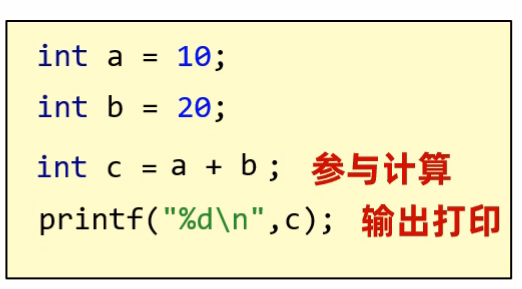 int a = 10;
int b = 20;
int c = a + b ; 参与计算
printf("%d\n",c); 输出打印